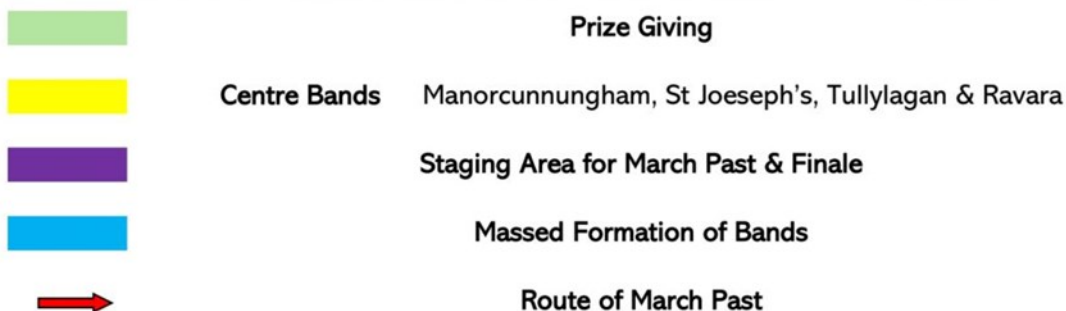 Prize Giving
Centre Bands Manorcunnungham, St Joeseph's, Tullylagan & Ravara
Staging Area for March Past & Finale
Massed Formation of Bands
Route of March Past